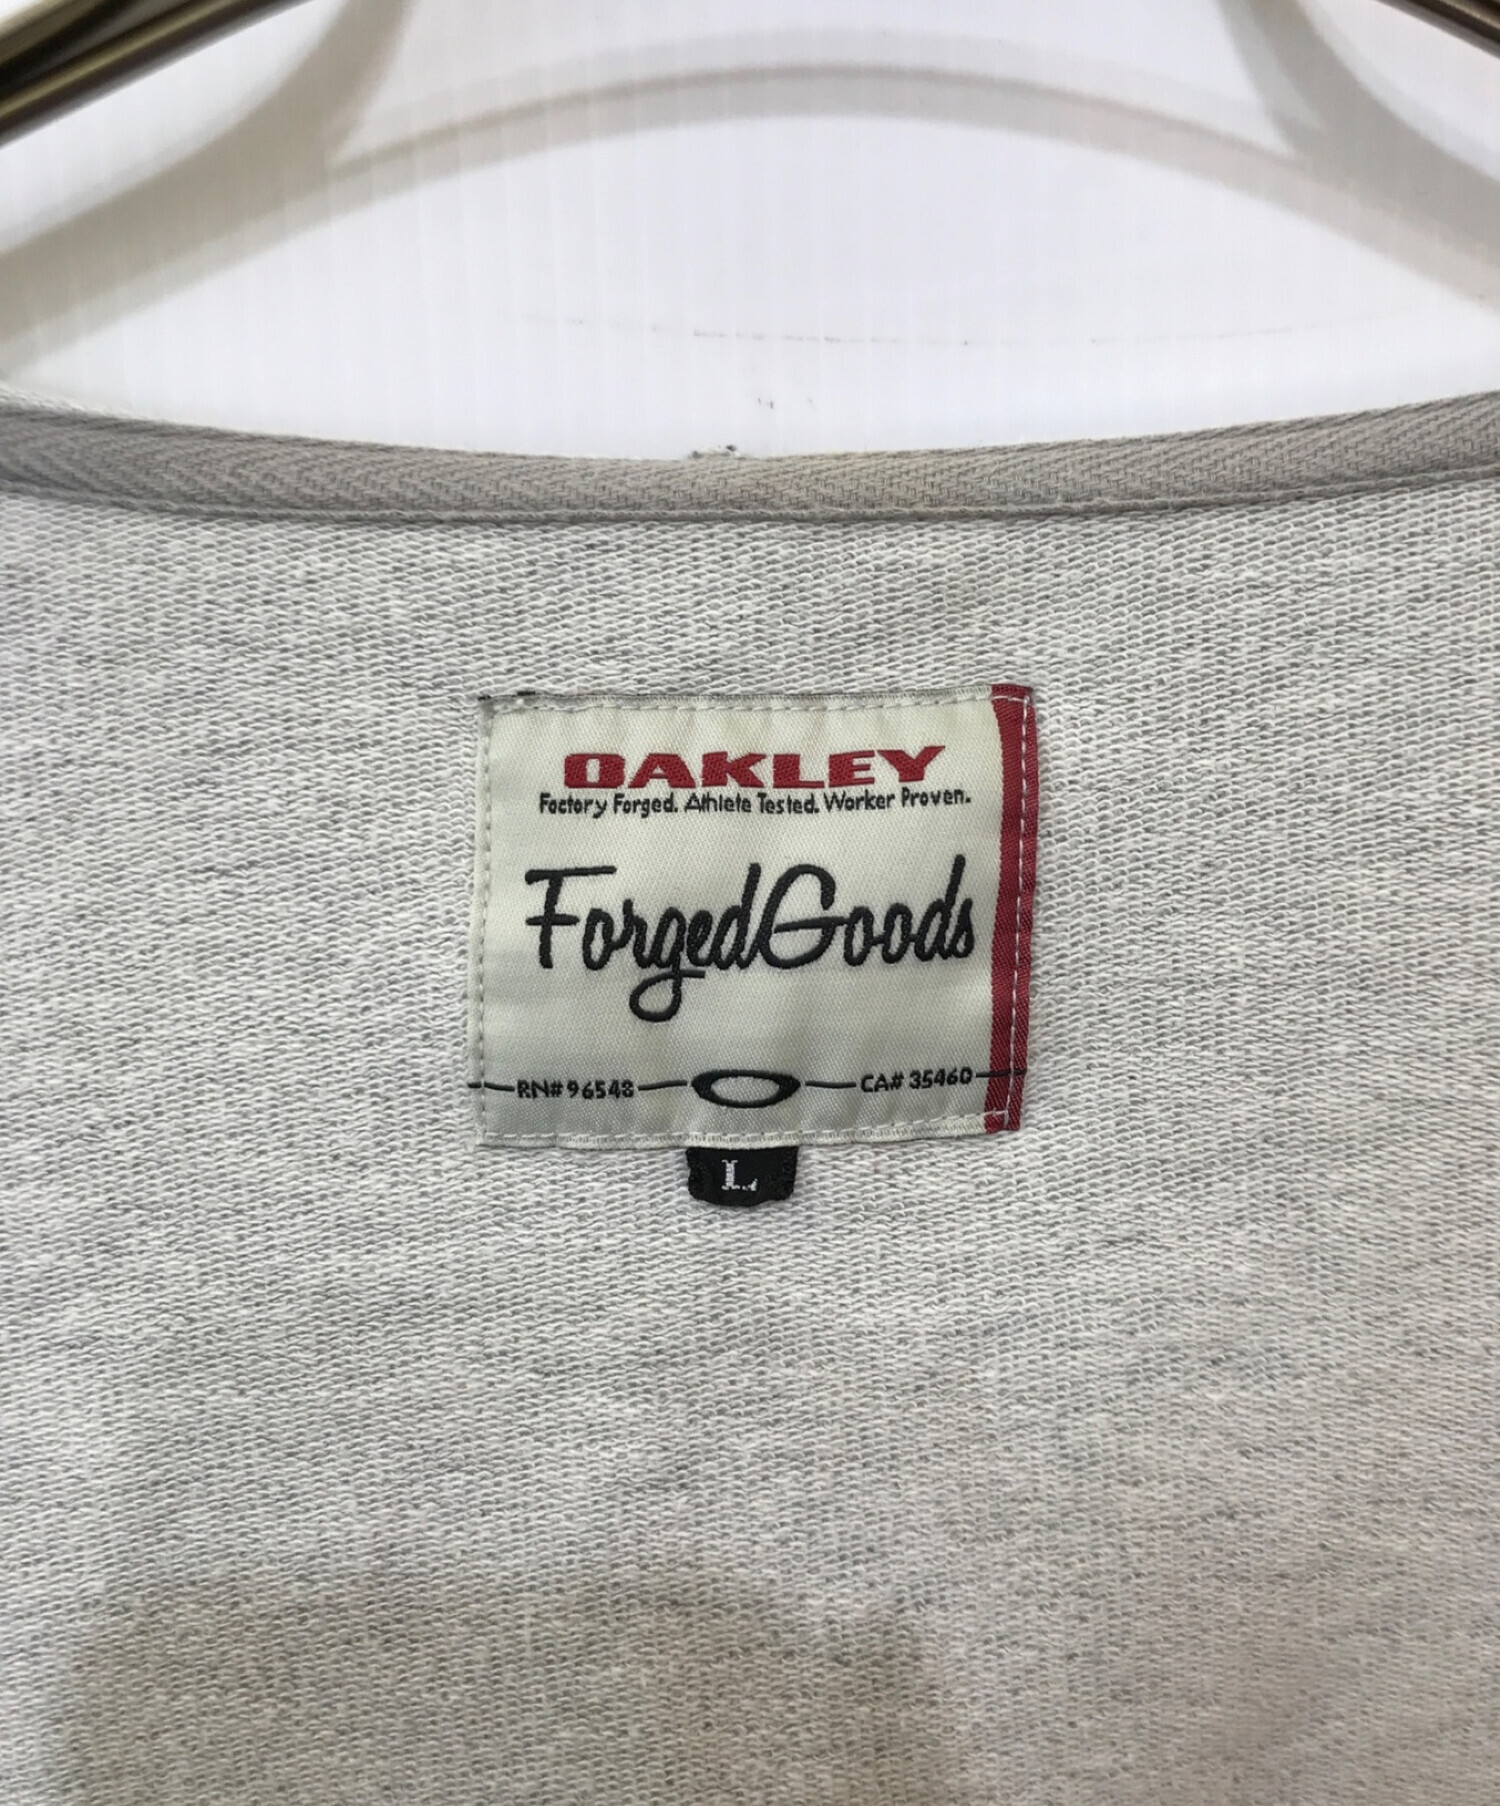 OAKLEY
Factory Forged. Athlete Tested. Worker Proven.
ForgedGoods
RN# 96548 CA# 35460
L